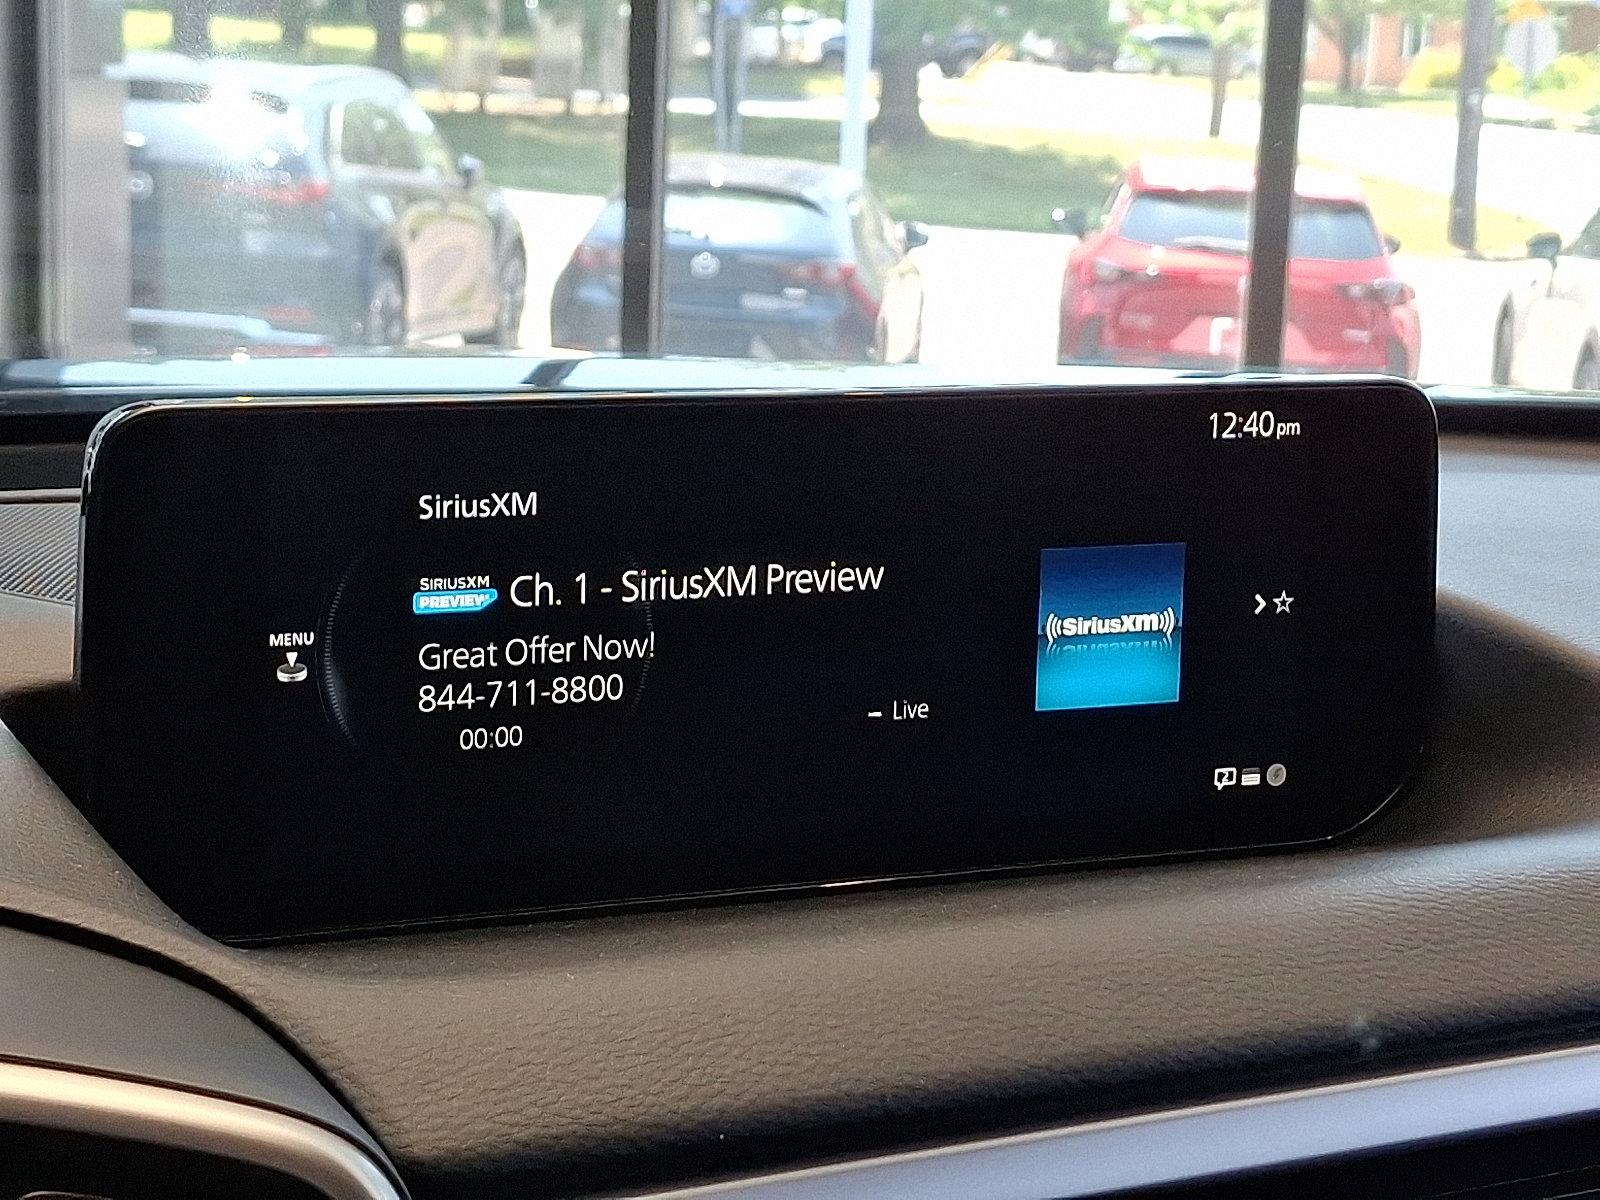 12:40pm
SiriusXM
SIRIUSXM
PREVIEW
Ch. 1 - SiriusXM Preview
MENU
Great Offer Now!
844-711-8800
00:00
- Live
((SiriusXM))
2